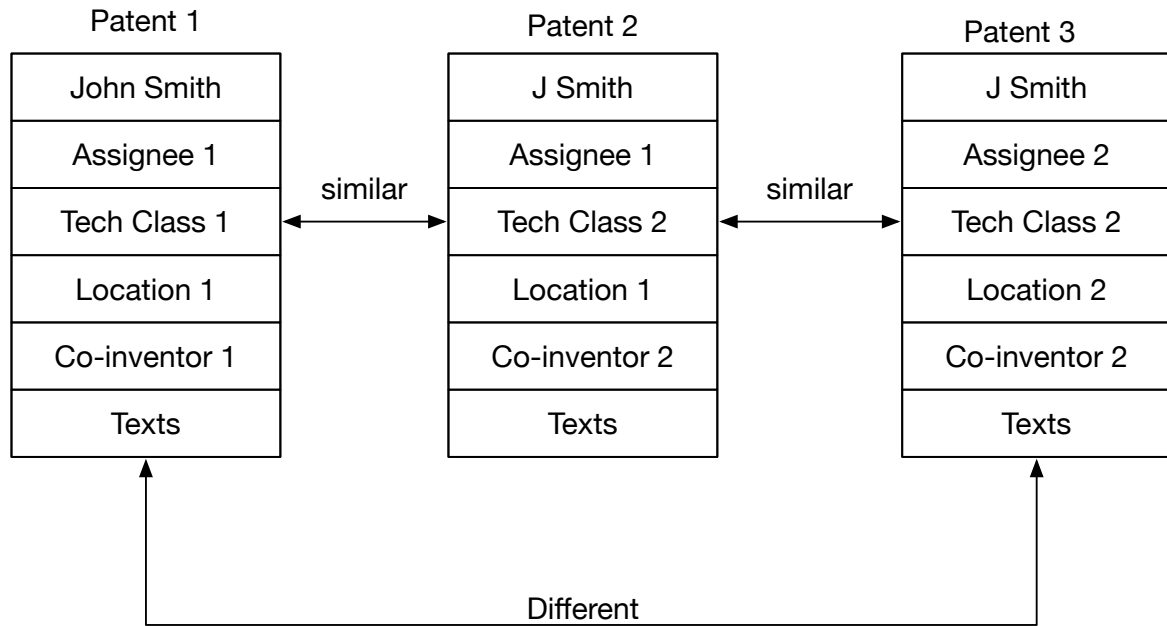 Patent 1
John Smith
Assignee 1
Tech Class 1
Location 1
Co-inventor 1
Texts
similar
Patent 2
J Smith
Assignee 1
Tech Class 2
Location 1
Co-inventor 2
Texts
similar
Patent 3
J Smith
Assignee 2
Tech Class 2
Location 2
Co-inventor 2
Texts
Different